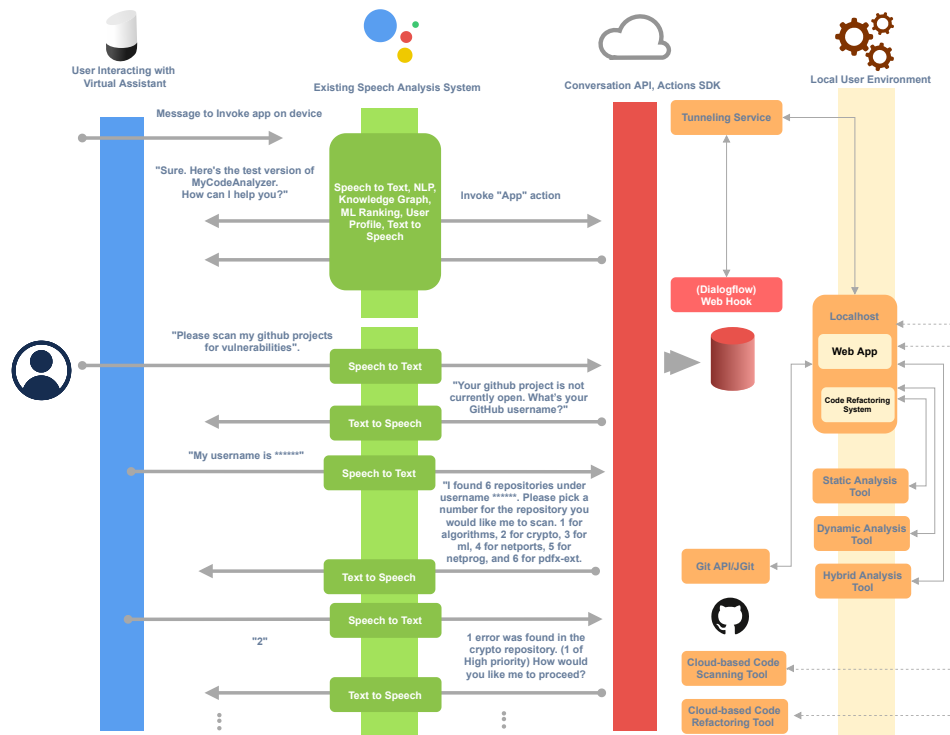 User Interacting with
Virtual Assistant
Existing Speech Analysis System
Conversation API, Actions SDK
Local User Environment
Message to Invoke app on device
Tunneling Service
"Sure. Here's the test version of
MyCodeAnalyzer.
How can I help you?"
Speech to Text, NLP,
Knowledge Graph,
ML Ranking, User
Profile, Text to
Speech
Invoke "App" action
(Dialogflow)
Web Hook
Localhost
Web App
Code Refactoring
System
"Please scan my github projects
for vulnerabilities".
Speech to Text
"Your github project is not
currently open. What's your
GitHub username?"
Text to Speech
"My username is ******"
Speech to Text
"I found 6 repositories under
username ******. Please pick a
number for the repository you
would like me to scan. 1 for
algorithms, 2 for crypto, 3 for
ml, 4 for netports, 5 for
netprog, and 6 for pdfx-ext.
Text to Speech
Static Analysis
Tool
Dynamic Analysis
Tool
Git API/JGit
Hybrid Analysis
Tool
Speech to Text
"2"
1 error was found in the
crypto repository. (1 of
High priority) How would
you like me to proceed?
Text to Speech
Cloud-based Code
Scanning Tool
Cloud-based Code
Refactoring Tool